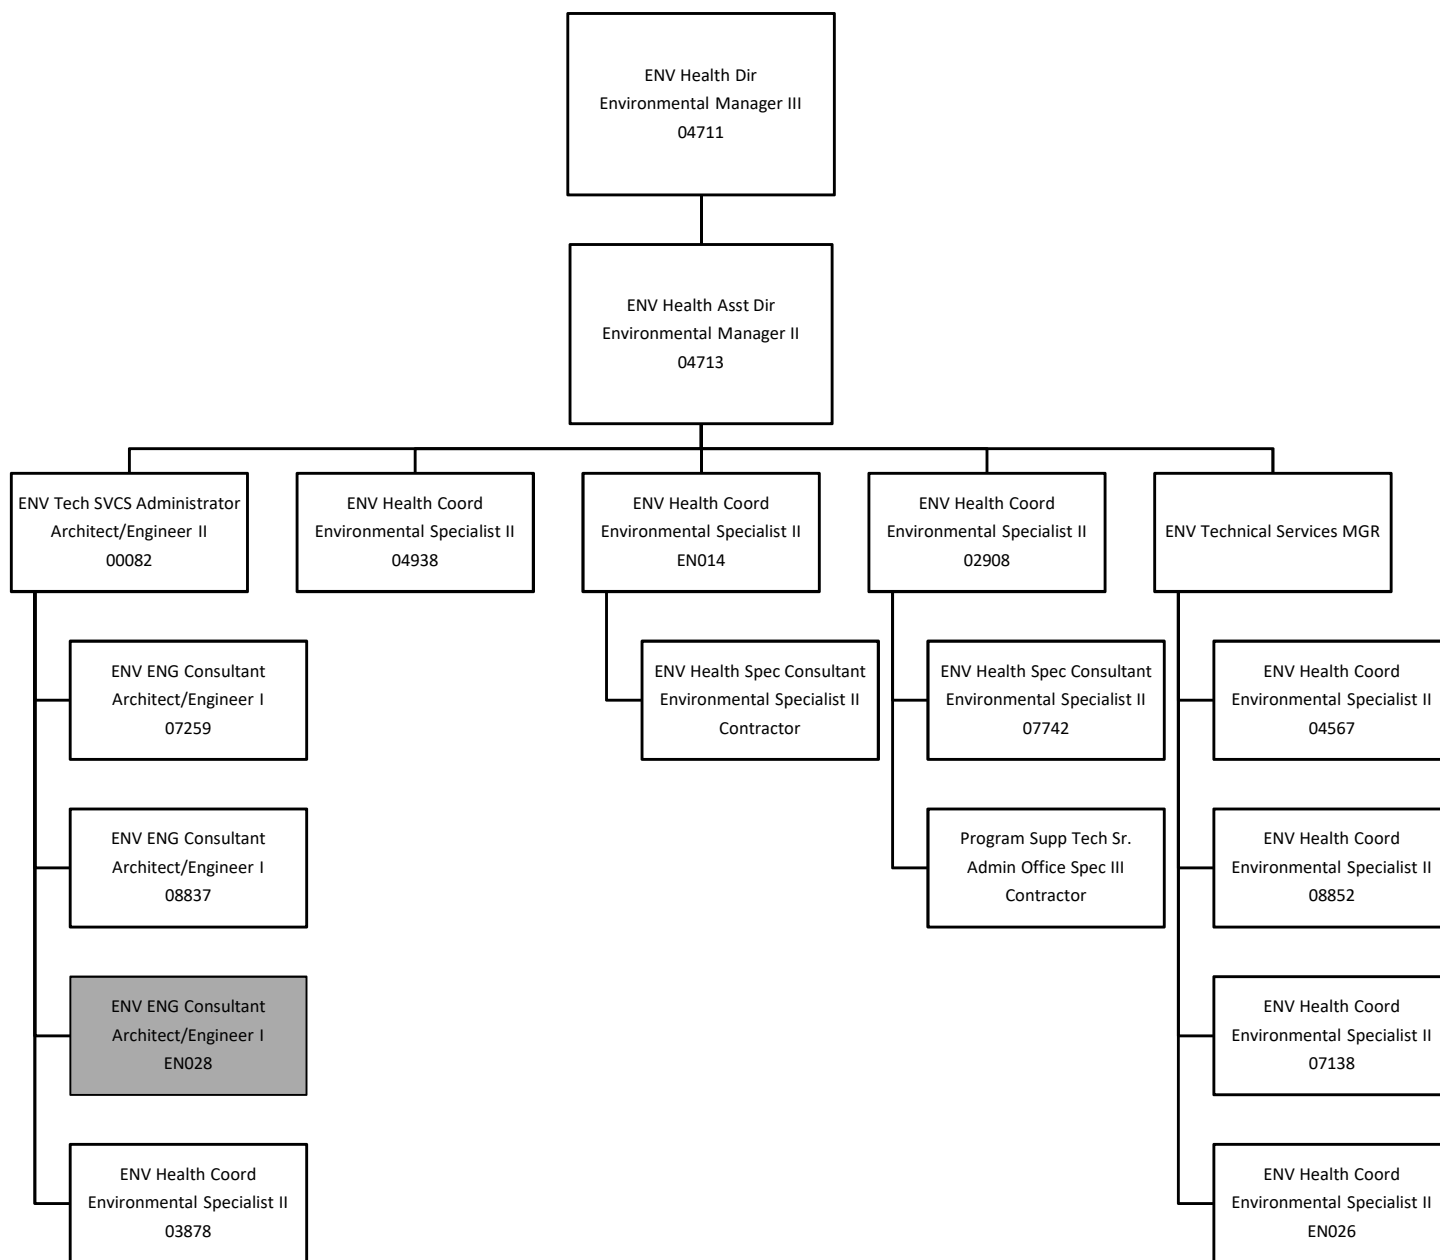 ENV Health Dir
Environmental Manager III
04711
ENV Health Asst Dir
Environmental Manager II
04713
ENV Tech SVCS Administrator
Architect/Engineer II
00082
ENV Health Coord
Environmental Specialist II
04938
ENV Health Coord
Environmental Specialist II
EN014
ENV Health Coord
Environmental Specialist II
02908
ENV Technical Services MGR
ENV ENG Consultant
Architect/Engineer I
07259
ENV Health Spec Consultant
Environmental Specialist II
Contractor
ENV Health Spec Consultant
Environmental Specialist II
07742
ENV Health Coord
Environmental Specialist II
04567
ENV ENG Consultant
Architect/Engineer I
08837
Program Supp Tech Sr.
Admin Office Spec III
Contractor
ENV Health Coord
Environmental Specialist II
08852
ENV ENG Consultant
Architect/Engineer I
EN028
ENV Health Coord
Environmental Specialist II
07138
ENV Health Coord
Environmental Specialist II
03878
ENV Health Coord
Environmental Specialist II
EN026